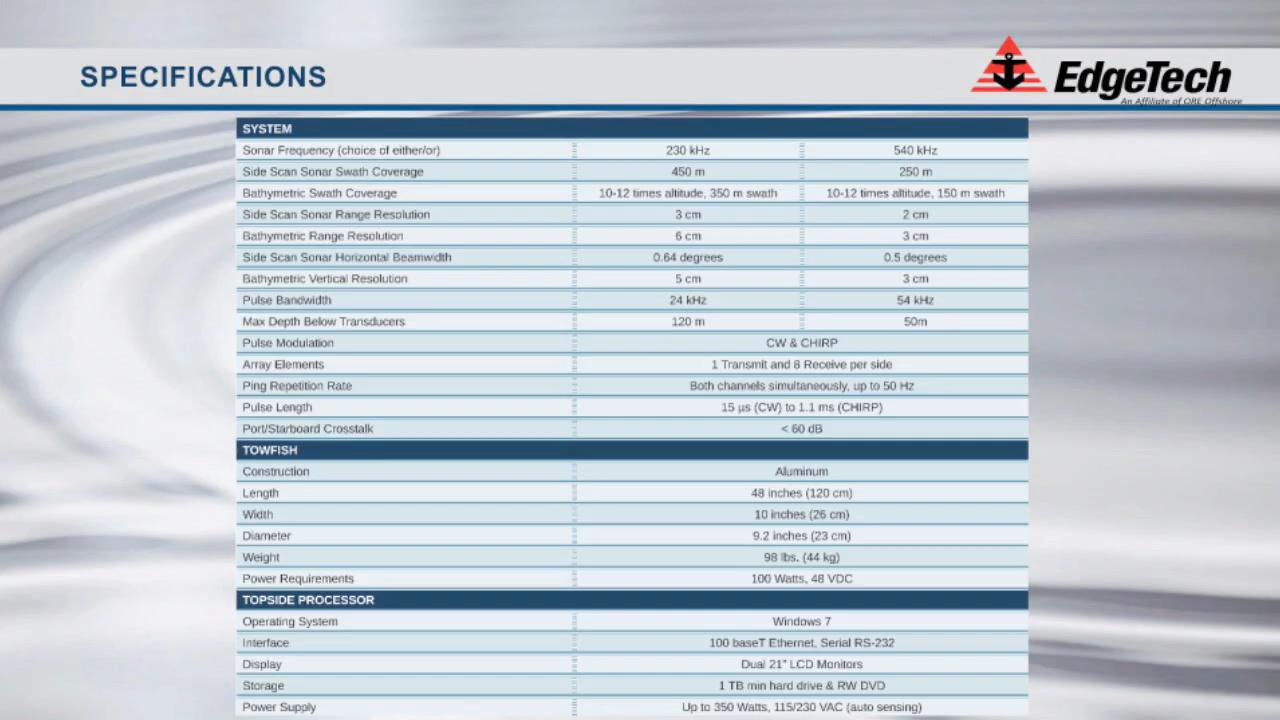 SPECIFICATIONS
EdgeTech
An Affiliate of ORE Offshore
SYSTEM
Sonar Frequency (choice of either/or) 230 kHz 540 kHz
Side Scan Sonar Swath Coverage 450 m 250 m
Bathymetric Swath Coverage 10-12 times altitude, 350 m swath 10-12 times altitude, 150 m swath
Side Scan Sonar Range Resolution 3 cm 2 cm
Bathymetric Range Resolution 6 cm 3 cm
Side Scan Sonar Horizontal Beamwidth 0.64 degrees 0.5 degrees
Bathymetric Vertical Resolution 5 cm 3 cm
Pulse Bandwidth 24 kHz 54 kHz
Max Depth Below Transducers 120 m 50m
Pulse Modulation CW & CHIRP
Array Elements 1 Transmit and 8 Receive per side
Ping Repetition Rate Both channels simultaneously, up to 50 Hz
Pulse Length 15 µs (CW) to 1.1 ms (CHIRP)
Port/Starboard Crosstalk < 60 dB
TOWFISH
Construction Aluminum
Length 48 inches (120 cm)
Width 10 inches (26 cm)
Diameter 9.2 inches (23 cm)
Weight 98 lbs. (44 kg)
Power Requirements 100 Watts, 48 VDC
TOPSIDE PROCESSOR
Operating System Windows 7
Interface 100 baseT Ethernet, Serial RS-232
Display Dual 21" LCD Monitors
Storage 1 TB min hard drive & RW DVD
Power Supply Up to 350 Watts, 115/230 VAC (auto sensing)